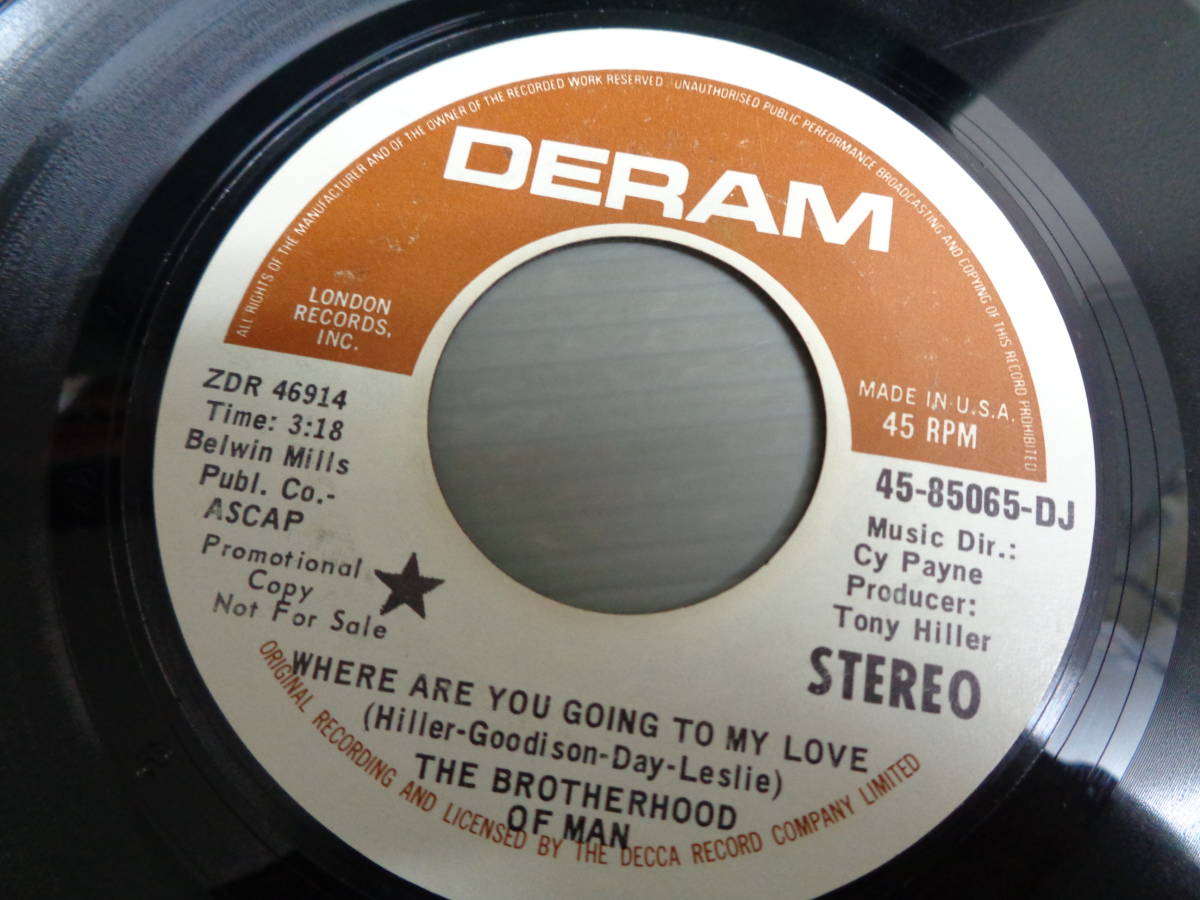 ALL RIGHTS OF THE MANUFACTURER AND OF THE OWNER OF THE RECORDED WORK RESERVED UNAUTHORISED PUBLIC PERFORMANCE BROADCASTING AND COPYING OF THIS RECORD PROHIBITED
DERAM
LONDON
RECORDS,
INC.
MADE IN U.S.A.
45 RPM
ZDR 46914
Time: 3:18
Belwin Mills
Publ. Co.-
ASCAP
Promotional
Copy
Not For Sale
45-85065-DJ
Music Dir.:
Cy Payne
Producer:
Tony Hiller
STEREO
WHERE ARE YOU GOING TO MY LOVE
(Hiller-Goodison-Day-Leslie)
THE BROTHERHOOD
OF MAN
ORIGINAL RECORDING AND LICENSED BY THE DECCA RECORD COMPANY LIMITED